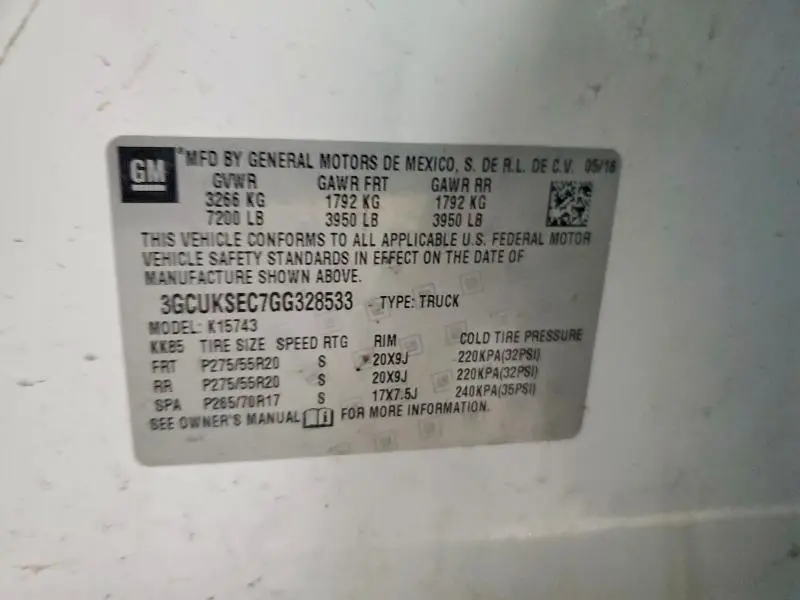 GM
®MFD BY GENERAL MOTORS DE MEXICO, S. DE R.L. DE C.V. 05/16
GVWR GAWR FRT GAWR RR
3266 KG 1792 KG 1792 KG
7200 LB 3950 LB 3950 LB
THIS VEHICLE CONFORMS TO ALL APPLICABLE U.S. FEDERAL MOTOR
VEHICLE SAFETY STANDARDS IN EFFECT ON THE DATE OF
MANUFACTURE SHOWN ABOVE.
3GCUKSEC7GG328533 TYPE: TRUCK
MODEL: K15743
KK85 TIRE SIZE SPEED RTG RIM COLD TIRE PRESSURE
FRT P275/55R20 S 20X9J 220KPA(32PSI)
RR P275/55R20 S 20X9J 220KPA(32PSI)
SPA P265/70R17 S 17X7.5J 240KPA(35PSI)
SEE OWNER'S MANUAL FOR MORE INFORMATION.